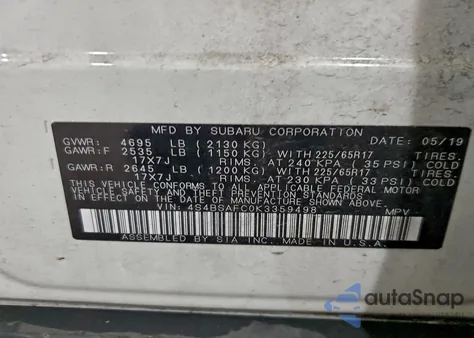 MFD. BY SUBARU CORPORATION DATE: 05/19
GVWR: 4695 LB (2130 KG)
GAWR:F 2535 LB (1150 KG) WITH 225/65R17 TIRES.
17X7J RIMS. AT 240 KPA (35 PSI) COLD
GAWR:R 2645 LB (1200 KG) WITH 225/65R17 TIRES.
17X7J RIMS. AT 230 KPA (33 PSI) COLD
THIS VEHICLE CONFORMS TO ALL APPLICABLE FEDERAL MOTOR
VEHICLE SAFETY AND THEFT PREVENTION STANDARDS
IN EFFECT ON THE DATE OF MANUFACTURE SHOWN ABOVE.
VIN: 4S4BSAFC0K3359498 MPV
ASSEMBLED BY SIA INC. MADE IN U.S.A.
autoSnap